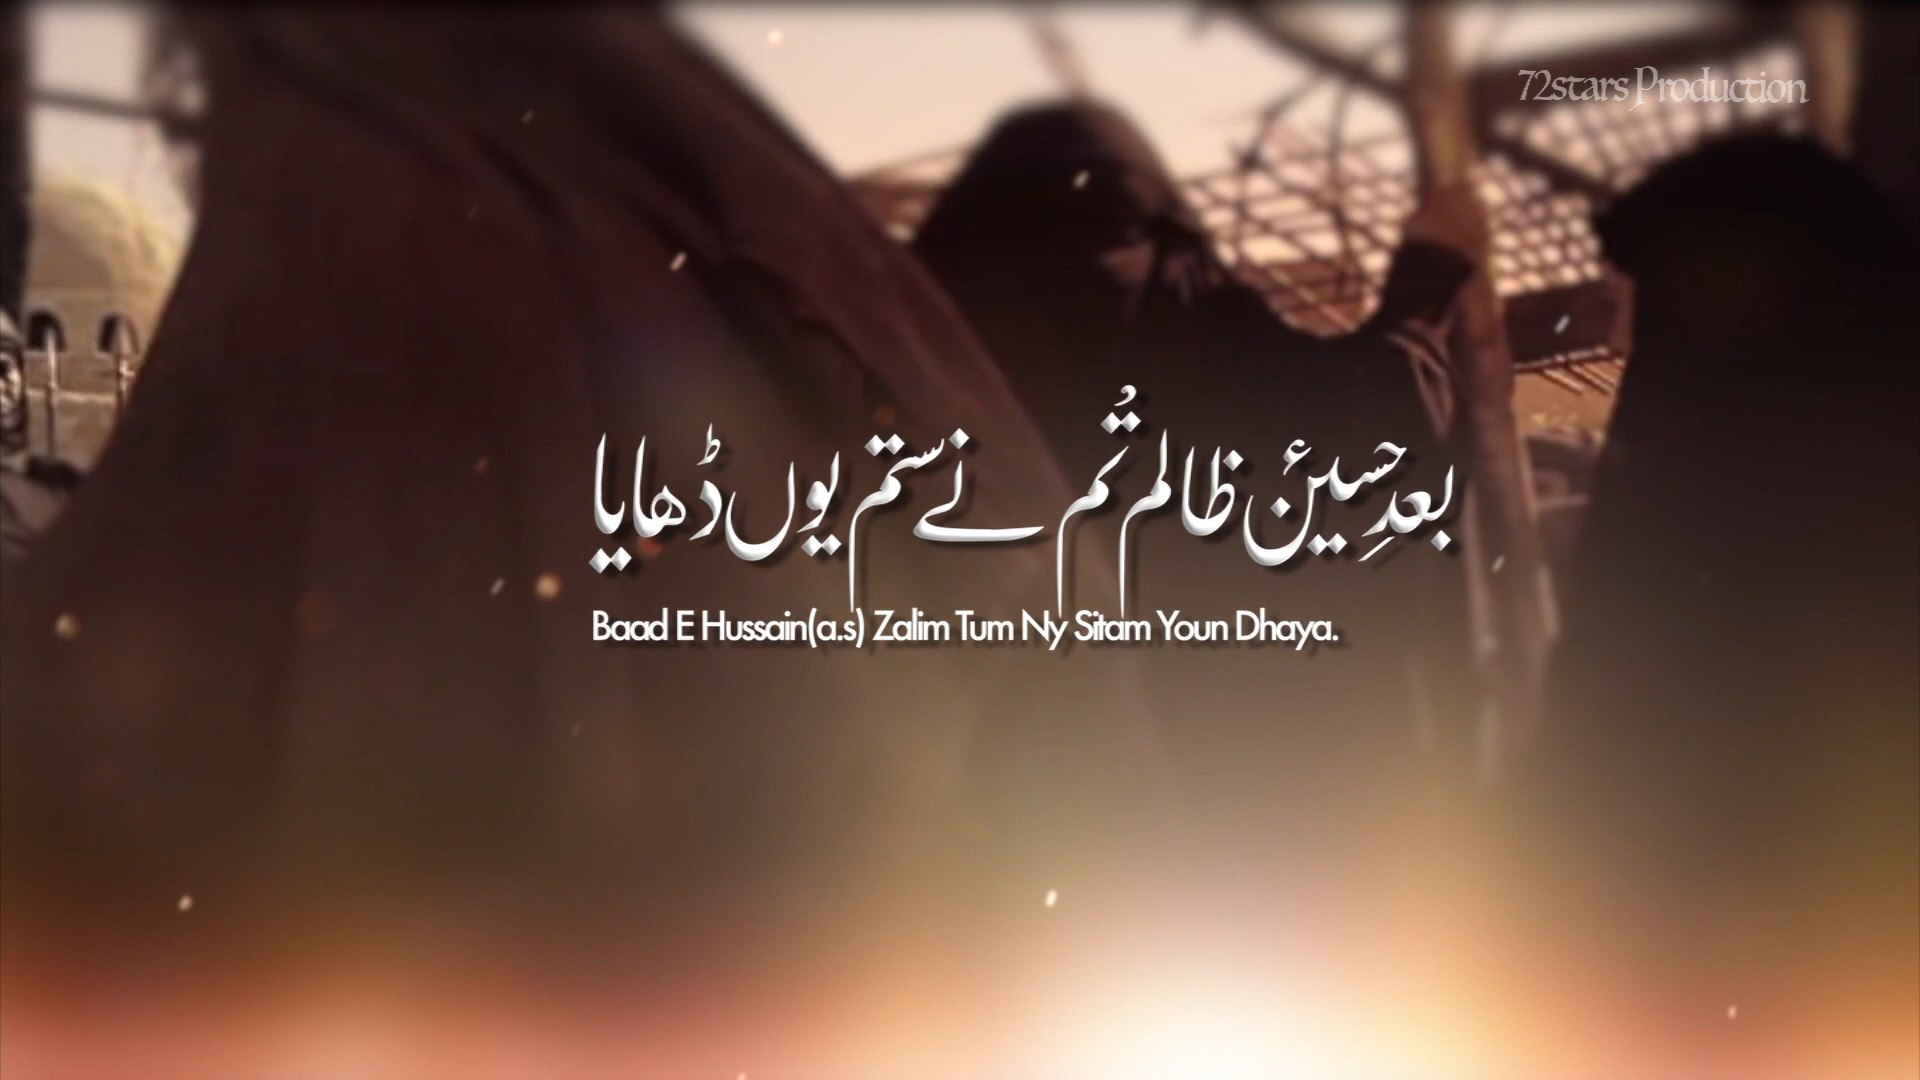 72stars Production
بعدِ حسینؑ ظالم تُم نے ستم یوں ڈھایا
Baad E Hussain(a.s) Zalim Tum Ny Sitam Youn Dhaya.